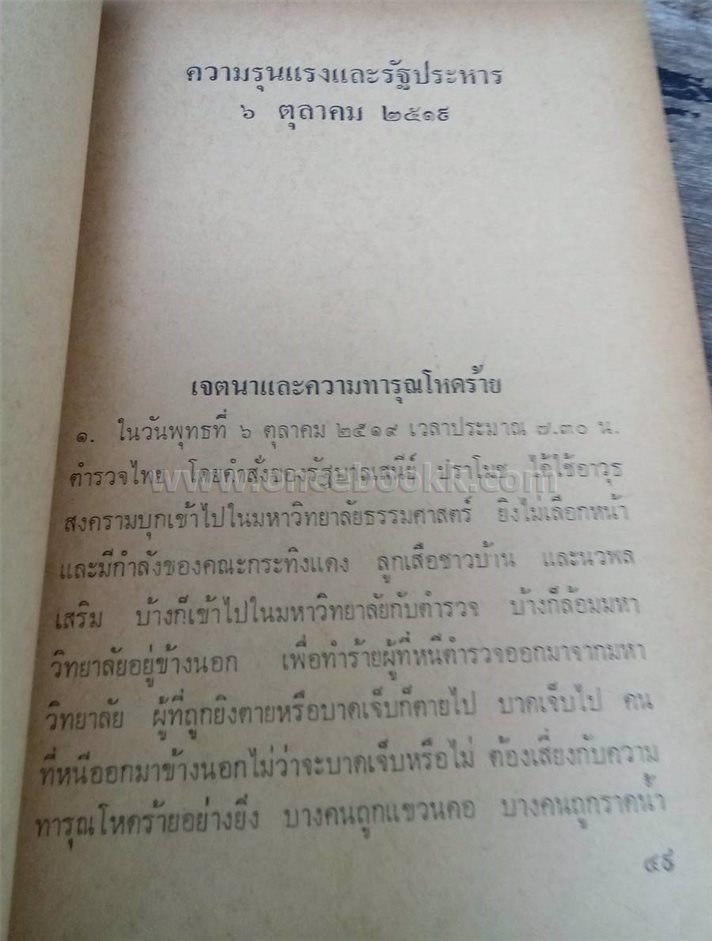 ความรุนแรงและรัฐประหาร
๖ ตุลาคม ๒๕๑๙
เจตนาและความทารุณโหดร้าย
๑. ในวันพุทธที่ ๖ ตุลาคม ๒๕๑๙ เวลาประมาณ ๗.๓๐ น.
ตำรวจไทย โดยคำสั่งของรัฐบาลเสนีย์ ปราโมช ได้ใช้อาวุธ
www.oncebookk.com
สงครามบุกเข้าไปในมหาวิทยาลัยธรรมศาสตร์ ยิงไม่เลือกหน้า
และมีกำลังของคณะกระทิงแดง ลูกเสือชาวบ้าน และนวพล
เสริม บ้างก็เข้าไปในมหาวิทยาลัยกับตำรวจ บ้างก็ล้อมมหา
วิทยาลัยอยู่ข้างนอก เพื่อทำร้ายผู้ที่หนีตำรวจออกมาจากมหา
วิทยาลัย ผู้ที่ถูกยิงตายหรือบาดเจ็บก็ตายไป บาดเจ็บไป คน
ที่หนีออกมาข้างนอกไม่ว่าจะบาดเจ็บหรือไม่ ต้องเสี่ยงกับความ
ทารุณโหดร้ายอย่างยิ่ง บางคนถูกแขวนคอ บางคนถูกราดน้ำ
๔๙